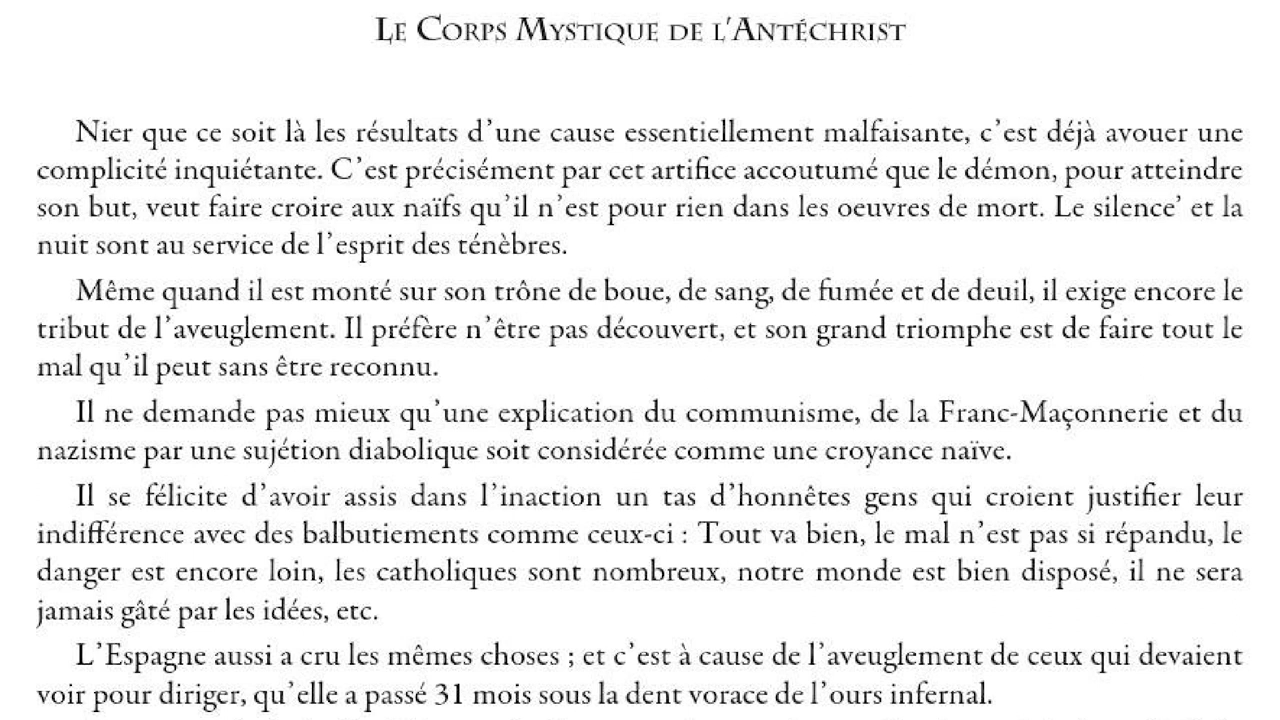 LE CORPS MYSTIQUE DE L'ANTÉCHRIST
Nier que ce soit là les résultats d'une cause essentiellement malfaisante, c'est déjà avouer une
complicité inquiétante. C'est précisément par cet artifice accoutumé que le démon, pour atteindre
son but, veut faire croire aux naïfs qu'il n'est pour rien dans les oeuvres de mort. Le silence’ et la
nuit sont au service de l'esprit des ténèbres.
Même quand il est monté sur son trône de boue, de sang, de fumée et de deuil, il exige encore le
tribut de l'aveuglement. Il préfère n'être pas découvert, et son grand triomphe est de faire tout le
mal qu'il peut sans être reconnu.
Il ne demande pas mieux qu'une explication du communisme, de la Franc-Maçonnerie et du
nazisme par une sujétion diabolique soit considérée comme une croyance naïve.
Il se félicite d'avoir assis dans l'inaction un tas d'honnêtes gens qui croient justifier leur
indifférence avec des balbutiements comme ceux-ci : Tout va bien, le mal n'est pas si répandu, le
danger est encore loin, les catholiques sont nombreux, notre monde est bien disposé, il ne sera
jamais gâté par les idées, etc.
L'Espagne aussi a cru les mêmes choses ; et c'est à cause de l'aveuglement de ceux qui devaient
voir pour diriger, qu'elle a passé 31 mois sous la dent vorace de l'ours infernal.